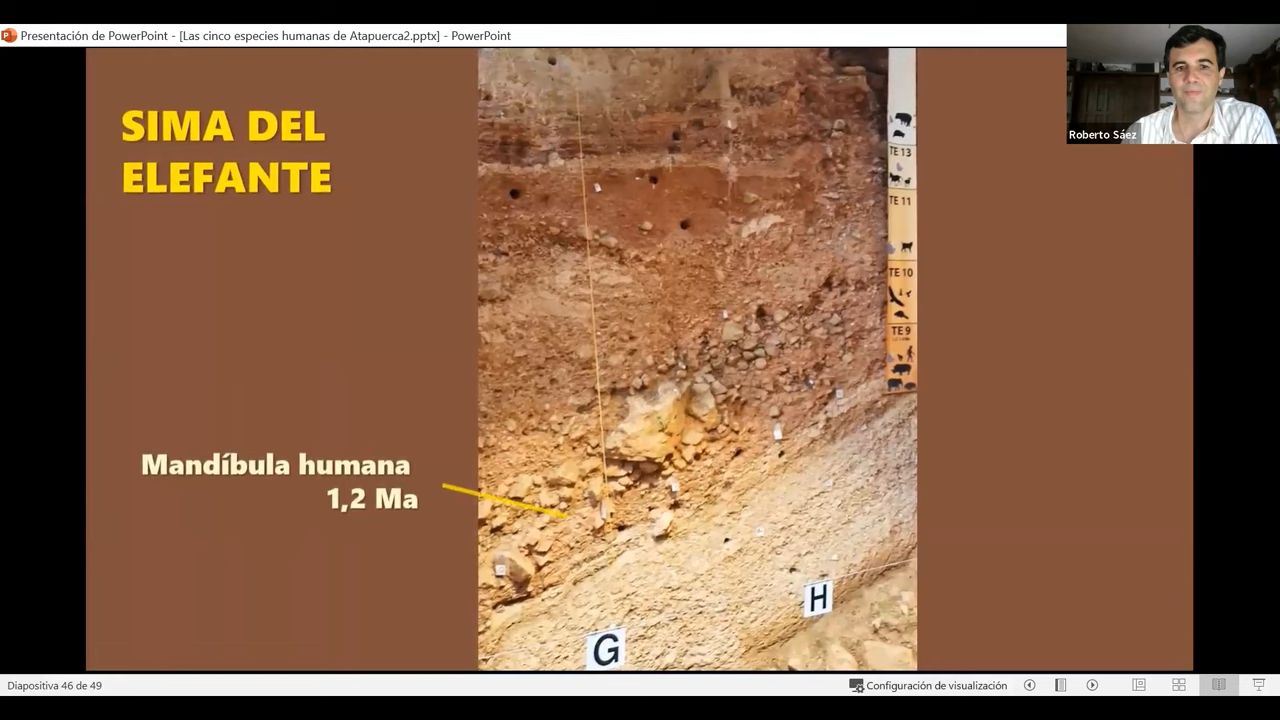 Presentación de PowerPoint - [Las cinco especies humanas de Atapuerca2.pptx] - PowerPoint
Roberto Sáez
SIMA DEL
ELEFANTE
TE 13
TE 11
TE 10
TE 9
Mandíbula humana
1,2 Ma
H
G
Diapositiva 46 de 49
Configuración de visualización